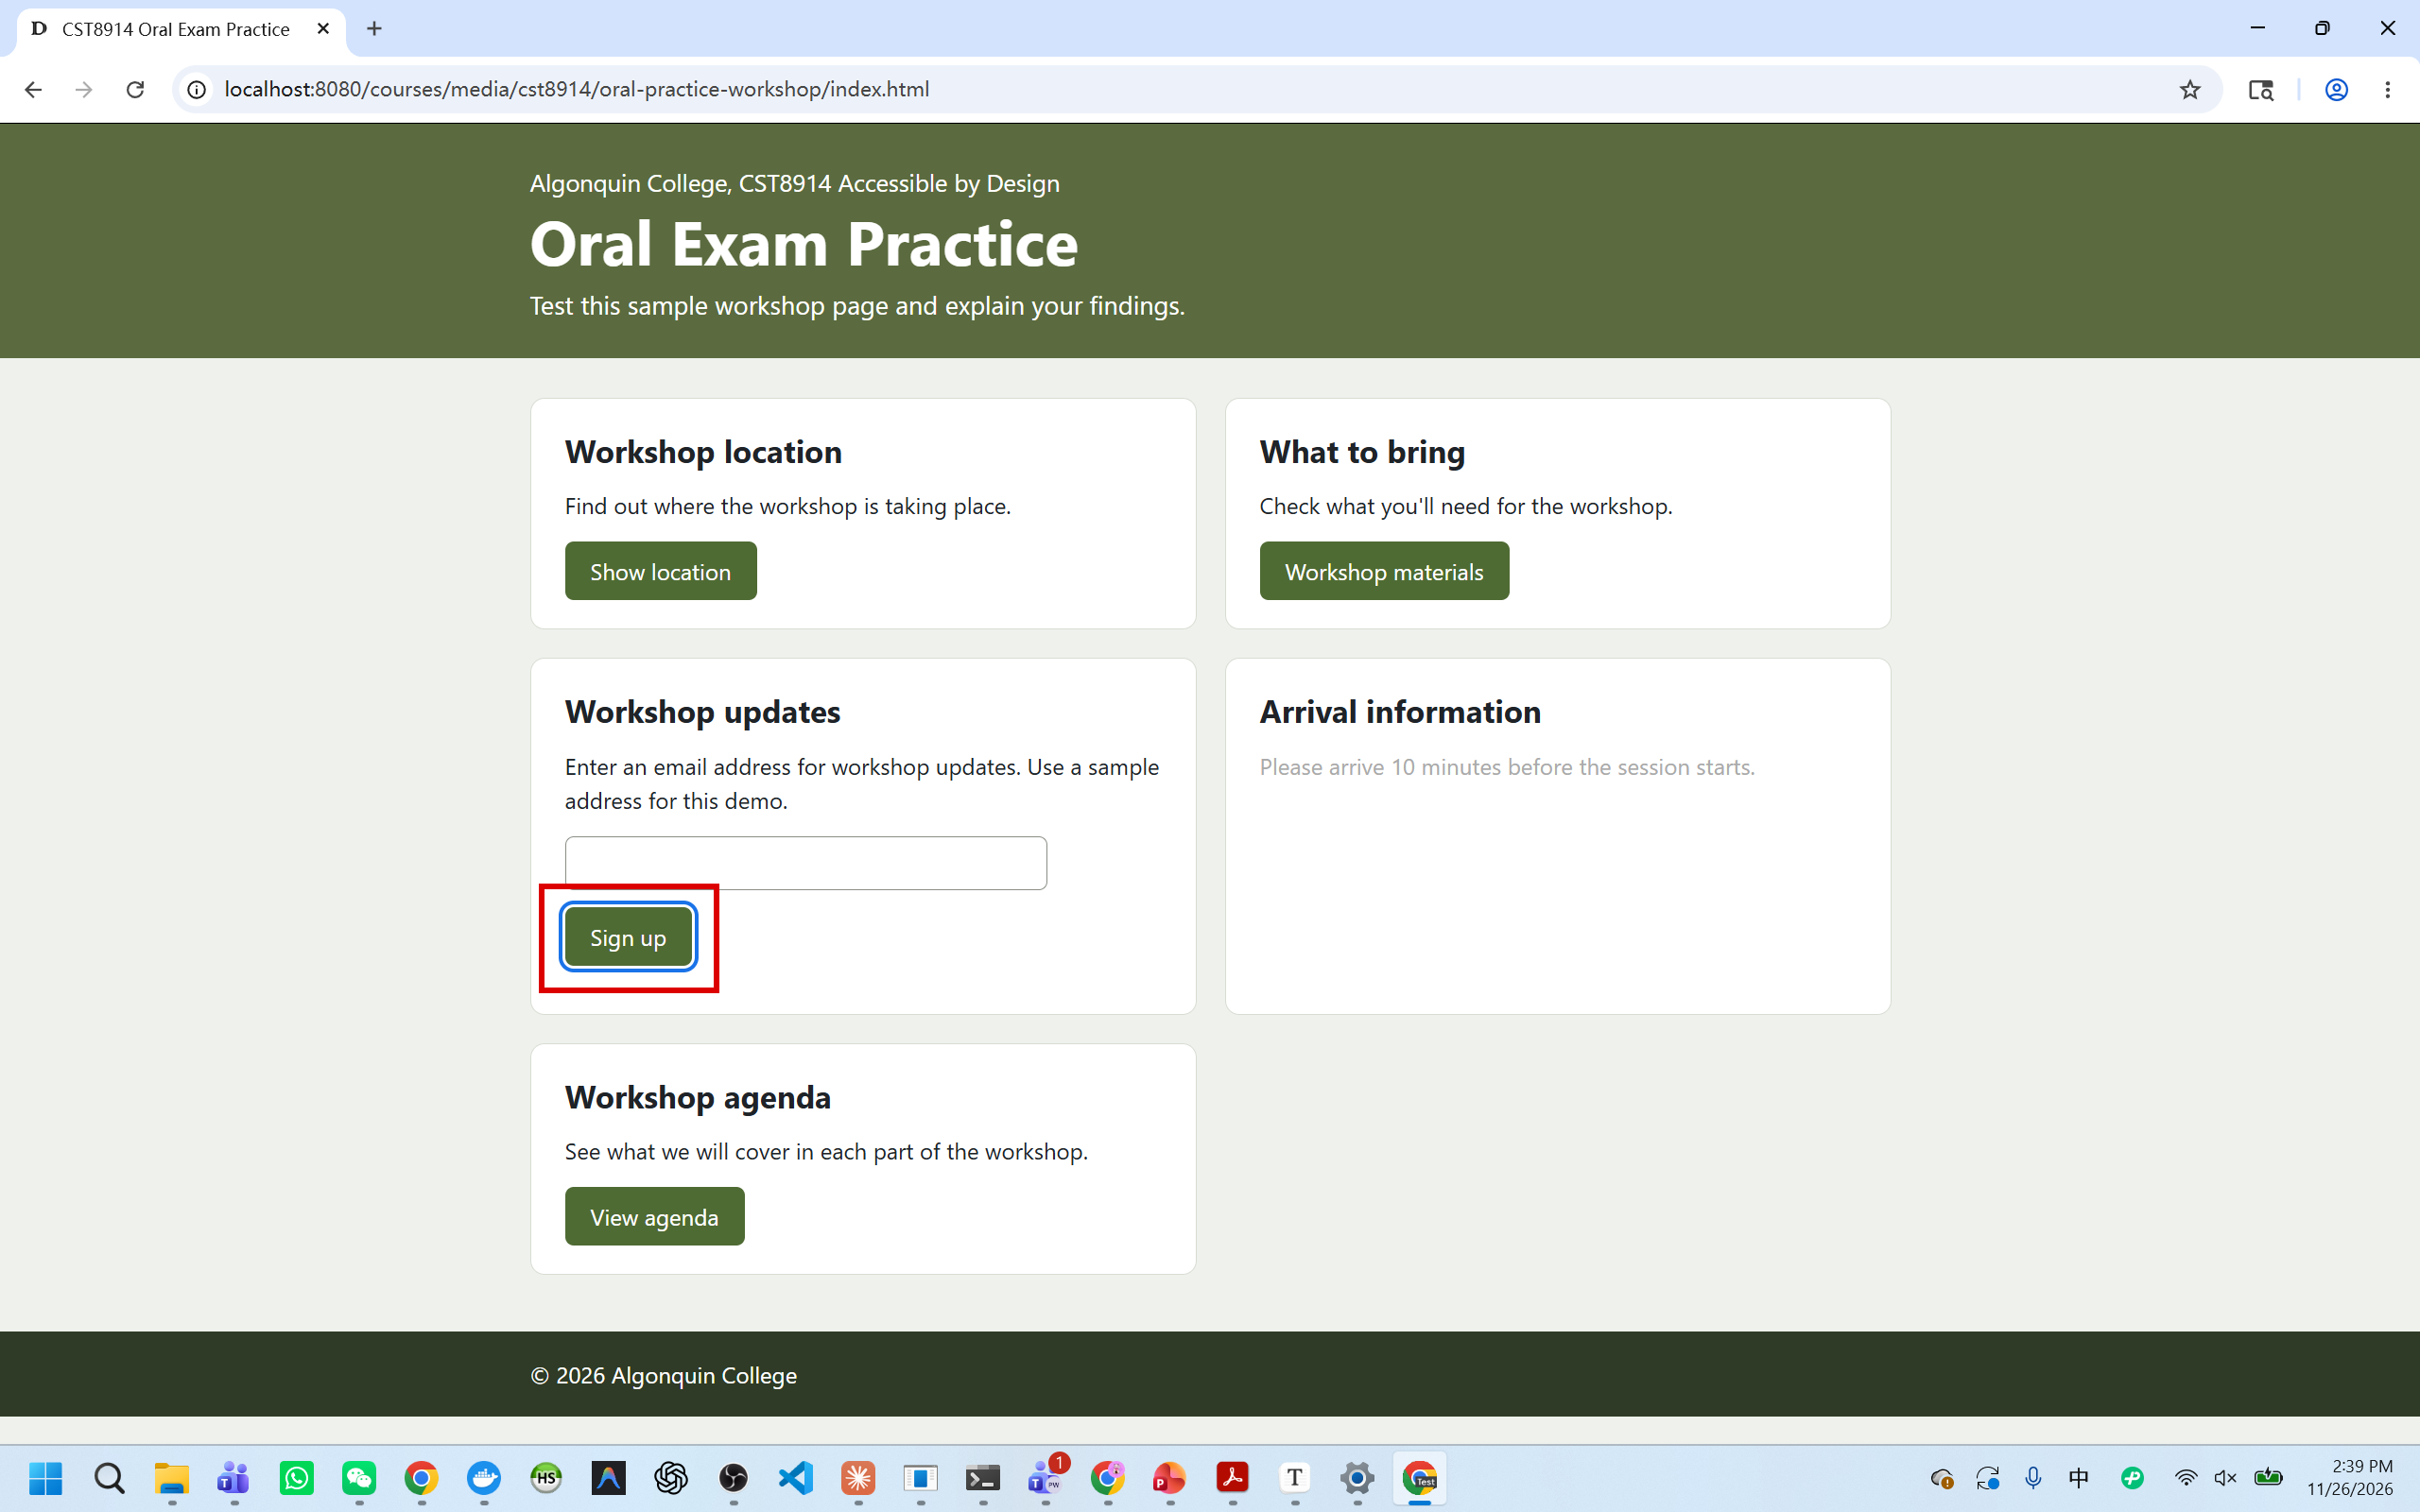 CST8914 Oral Exam Practice
localhost:8080/courses/media/cst8914/oral-practice-workshop/index.html
Algonquin College, CST8914 Accessible by Design
Oral Exam Practice
Test this sample workshop page and explain your findings.
Workshop location
Find out where the workshop is taking place.
Show location
What to bring
Check what you'll need for the workshop.
Workshop materials
Workshop updates
Enter an email address for workshop updates. Use a sample
address for this demo.
Sign up
Arrival information
Please arrive 10 minutes before the session starts.
Workshop agenda
See what we will cover in each part of the workshop.
View agenda
© 2026 Algonquin College
HS
T
PW
1
P
T
Test
中
2:39 PM
11/26/2026